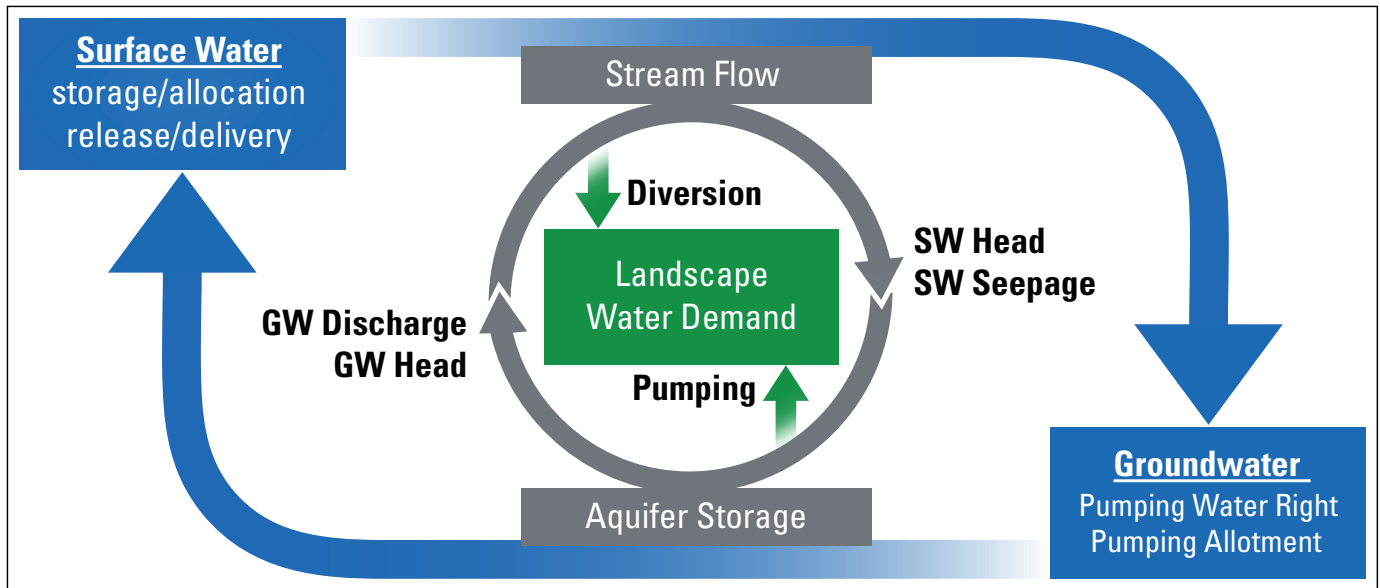 Surface Water
storage/allocation
release/delivery
Stream Flow
Diversion
SW Head
SW Seepage
Landscape
Water Demand
GW Discharge
GW Head
Pumping
Aquifer Storage
Groundwater
Pumping Water Right
Pumping Allotment